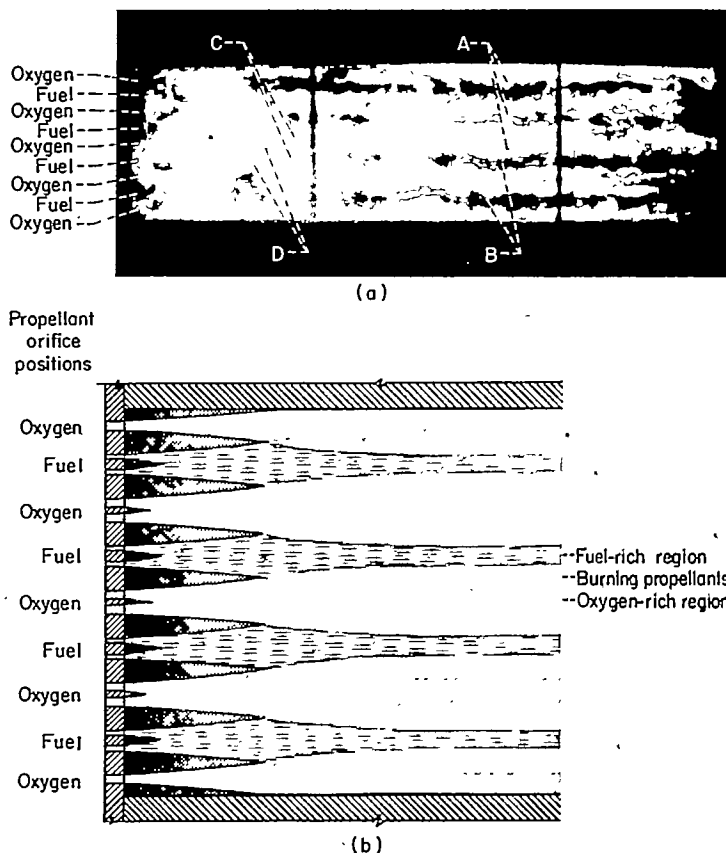 C
A
Oxygen
Fuel
Oxygen
Fuel
Oxygen
Fuel
Oxygen
Fuel
Oxygen
D
B
(a)
Propellant
orifice
positions
Oxygen
Fuel
Oxygen
Fuel
Fuel-rich region
Burning propellants
Oxygen
Oxygen-rich region
Fuel
Oxygen
Fuel
Oxygen
(b)